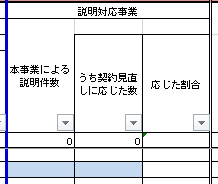 説明対応事業
本事業による
説明件数
うち契約見直
しに応じた数
応じた割合
0
0